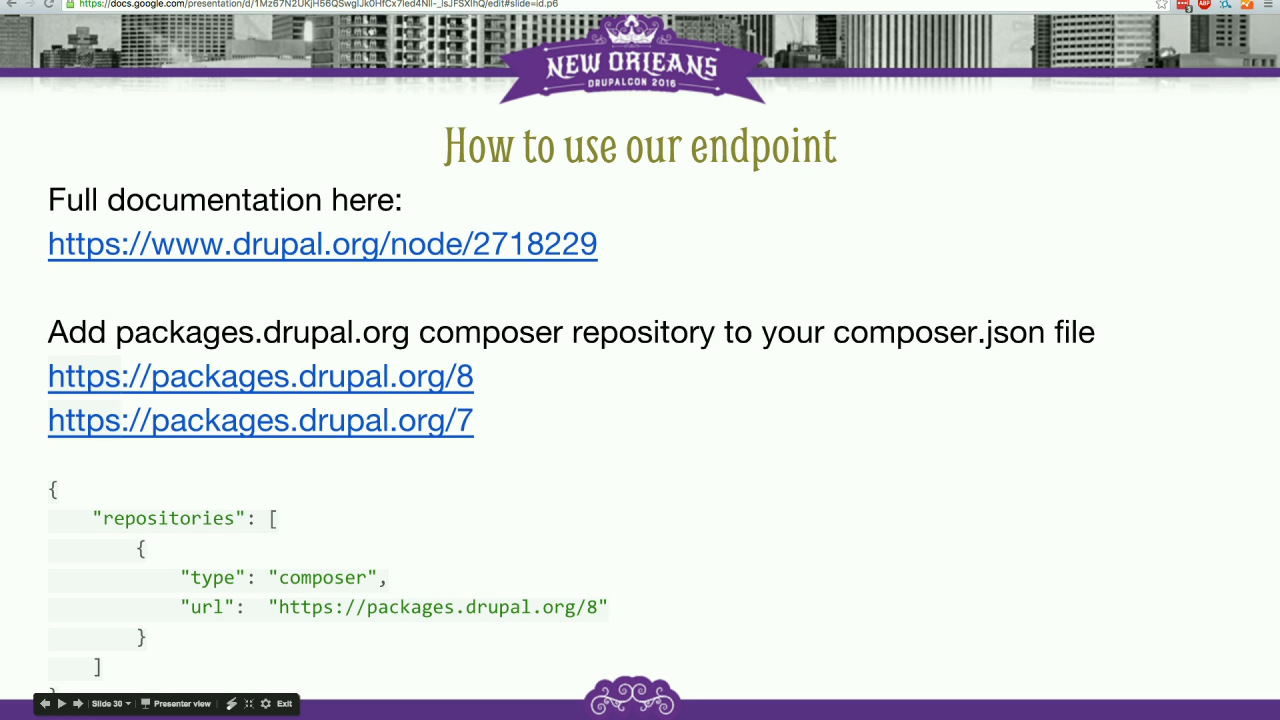 NEW ORLEANS
DRUPALCON 2016
How to use our endpoint
Full documentation here:
https://www.drupal.org/node/2718229
Add packages.drupal.org composer repository to your composer.json file
https://packages.drupal.org/8
https://packages.drupal.org/7
{
"repositories": [
{
"type": "composer",
"url": "https://packages.drupal.org/8"
}
]
Slide 30
Presenter view
Exit